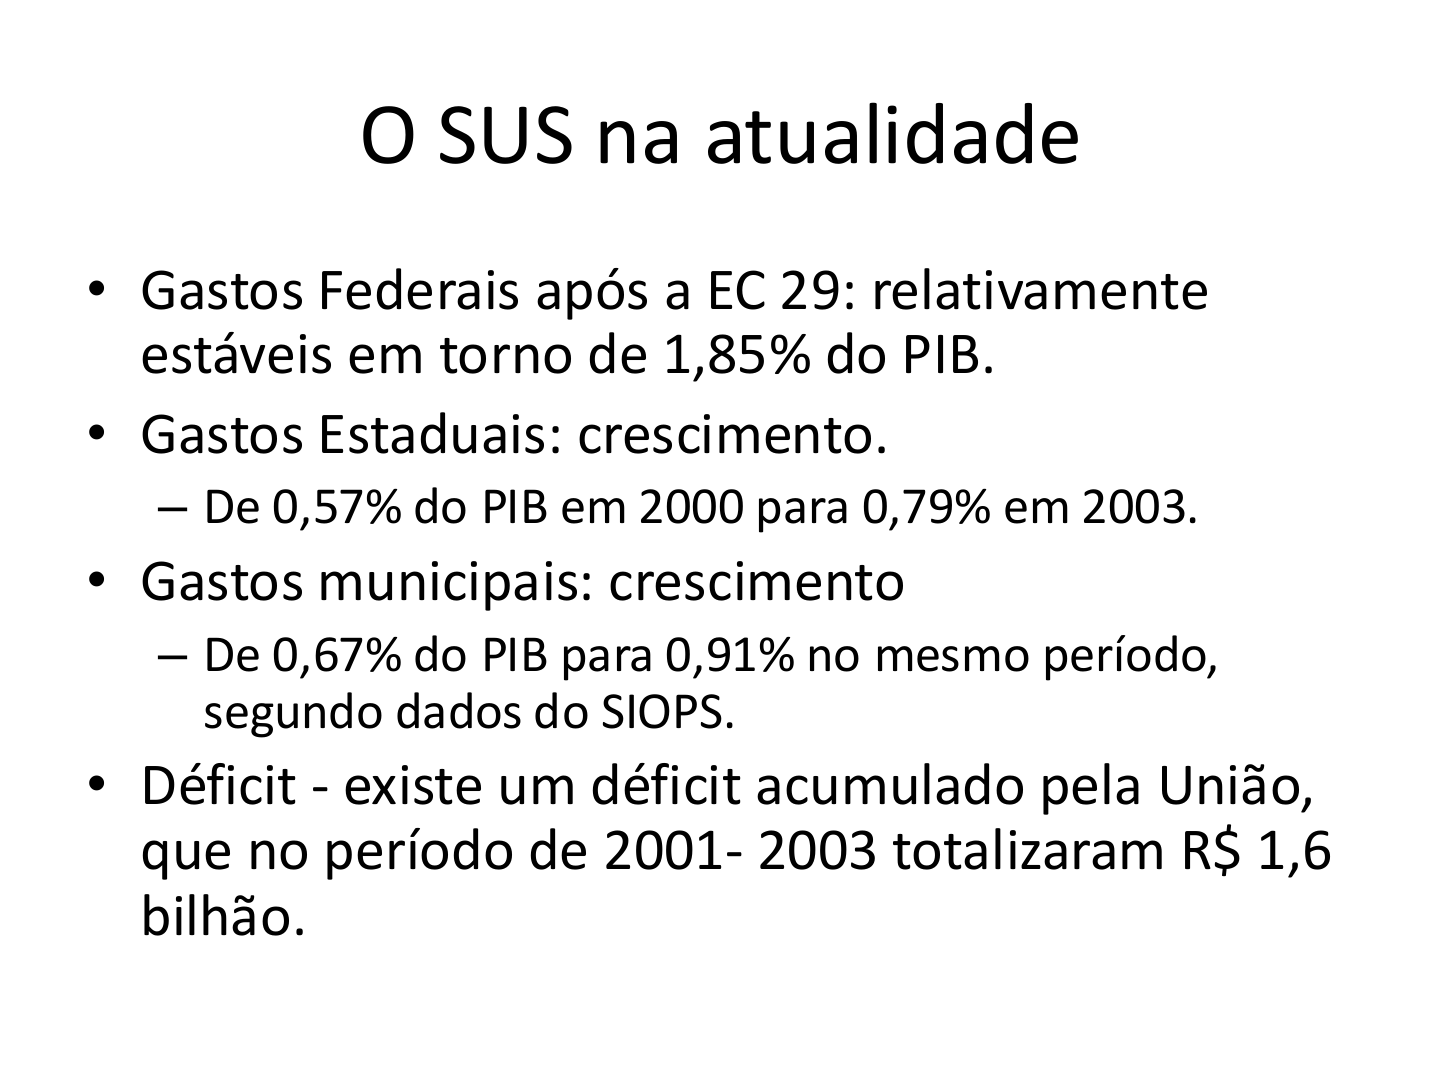 O SUS na atualidade
• Gastos Federais após a EC 29: relativamente
estáveis em torno de 1,85% do PIB.
• Gastos Estaduais: crescimento.
– De 0,57% do PIB em 2000 para 0,79% em 2003.
• Gastos municipais: crescimento
– De 0,67% do PIB para 0,91% no mesmo período,
segundo dados do SIOPS.
• Déficit - existe um déficit acumulado pela União,
que no período de 2001- 2003 totalizaram R$ 1,6
bilhão.